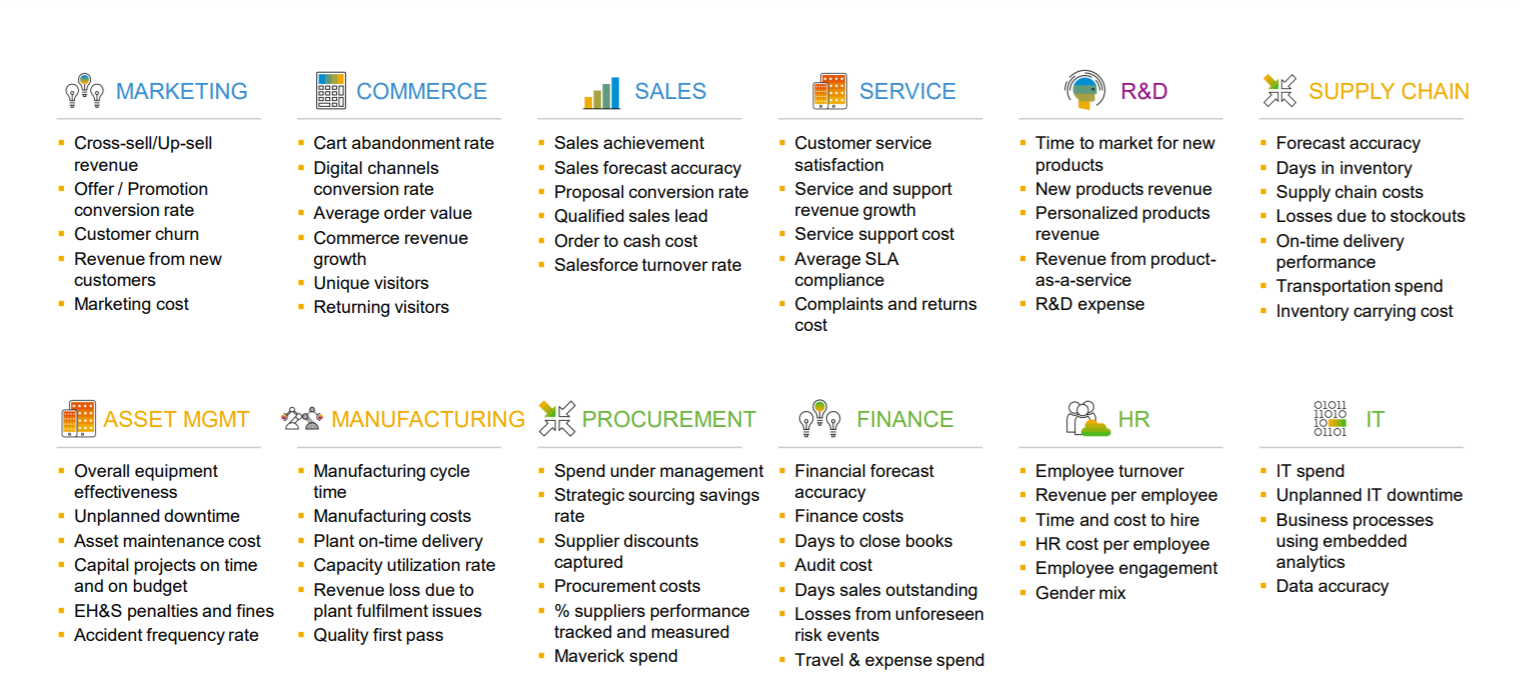 MARKETING
Cross-sell/Up-sell
revenue
Offer / Promotion
conversion rate
Customer churn
Revenue from new
customers
Marketing cost
COMMERCE
Cart abandonment rate
Digital channels
conversion rate
Average order value
Commerce revenue
growth
Unique visitors
Returning visitors
SALES
Sales achievement
Sales forecast accuracy
Proposal conversion rate
Qualified sales lead
Order to cash cost
Salesforce turnover rate
SERVICE
Customer service
satisfaction
Service and support
revenue growth
Service support cost
Average SLA
compliance
Complaints and returns
cost
R&D
Time to market for new
products
New products revenue
Personalized products
revenue
Revenue from product-
as-a-service
R&D expense
SUPPLY CHAIN
Forecast accuracy
Days in inventory
Supply chain costs
Losses due to stockouts
On-time delivery
performance
Transportation spend
Inventory carrying cost
ASSET MGMT
Overall equipment
effectiveness
Unplanned downtime
Asset maintenance cost
Capital projects on time
and on budget
EH&S penalties and fines
Accident frequency rate
MANUFACTURING
Manufacturing cycle
time
Manufacturing costs
Plant on-time delivery
Capacity utilization rate
Revenue loss due to
plant fulfilment issues
Quality first pass
PROCUREMENT
Spend under management
Strategic sourcing savings
rate
Supplier discounts
captured
Procurement costs
% suppliers performance
tracked and measured
Maverick spend
FINANCE
Financial forecast
accuracy
Finance costs
Days to close books
Audit cost
Days sales outstanding
Losses from unforeseen
risk events
Travel & expense spend
HR
Employee turnover
Revenue per employee
Time and cost to hire
HR cost per employee
Employee engagement
Gender mix
01011
11010
10
01101
IT
IT spend
Unplanned IT downtime
Business processes
using embedded
analytics
Data accuracy